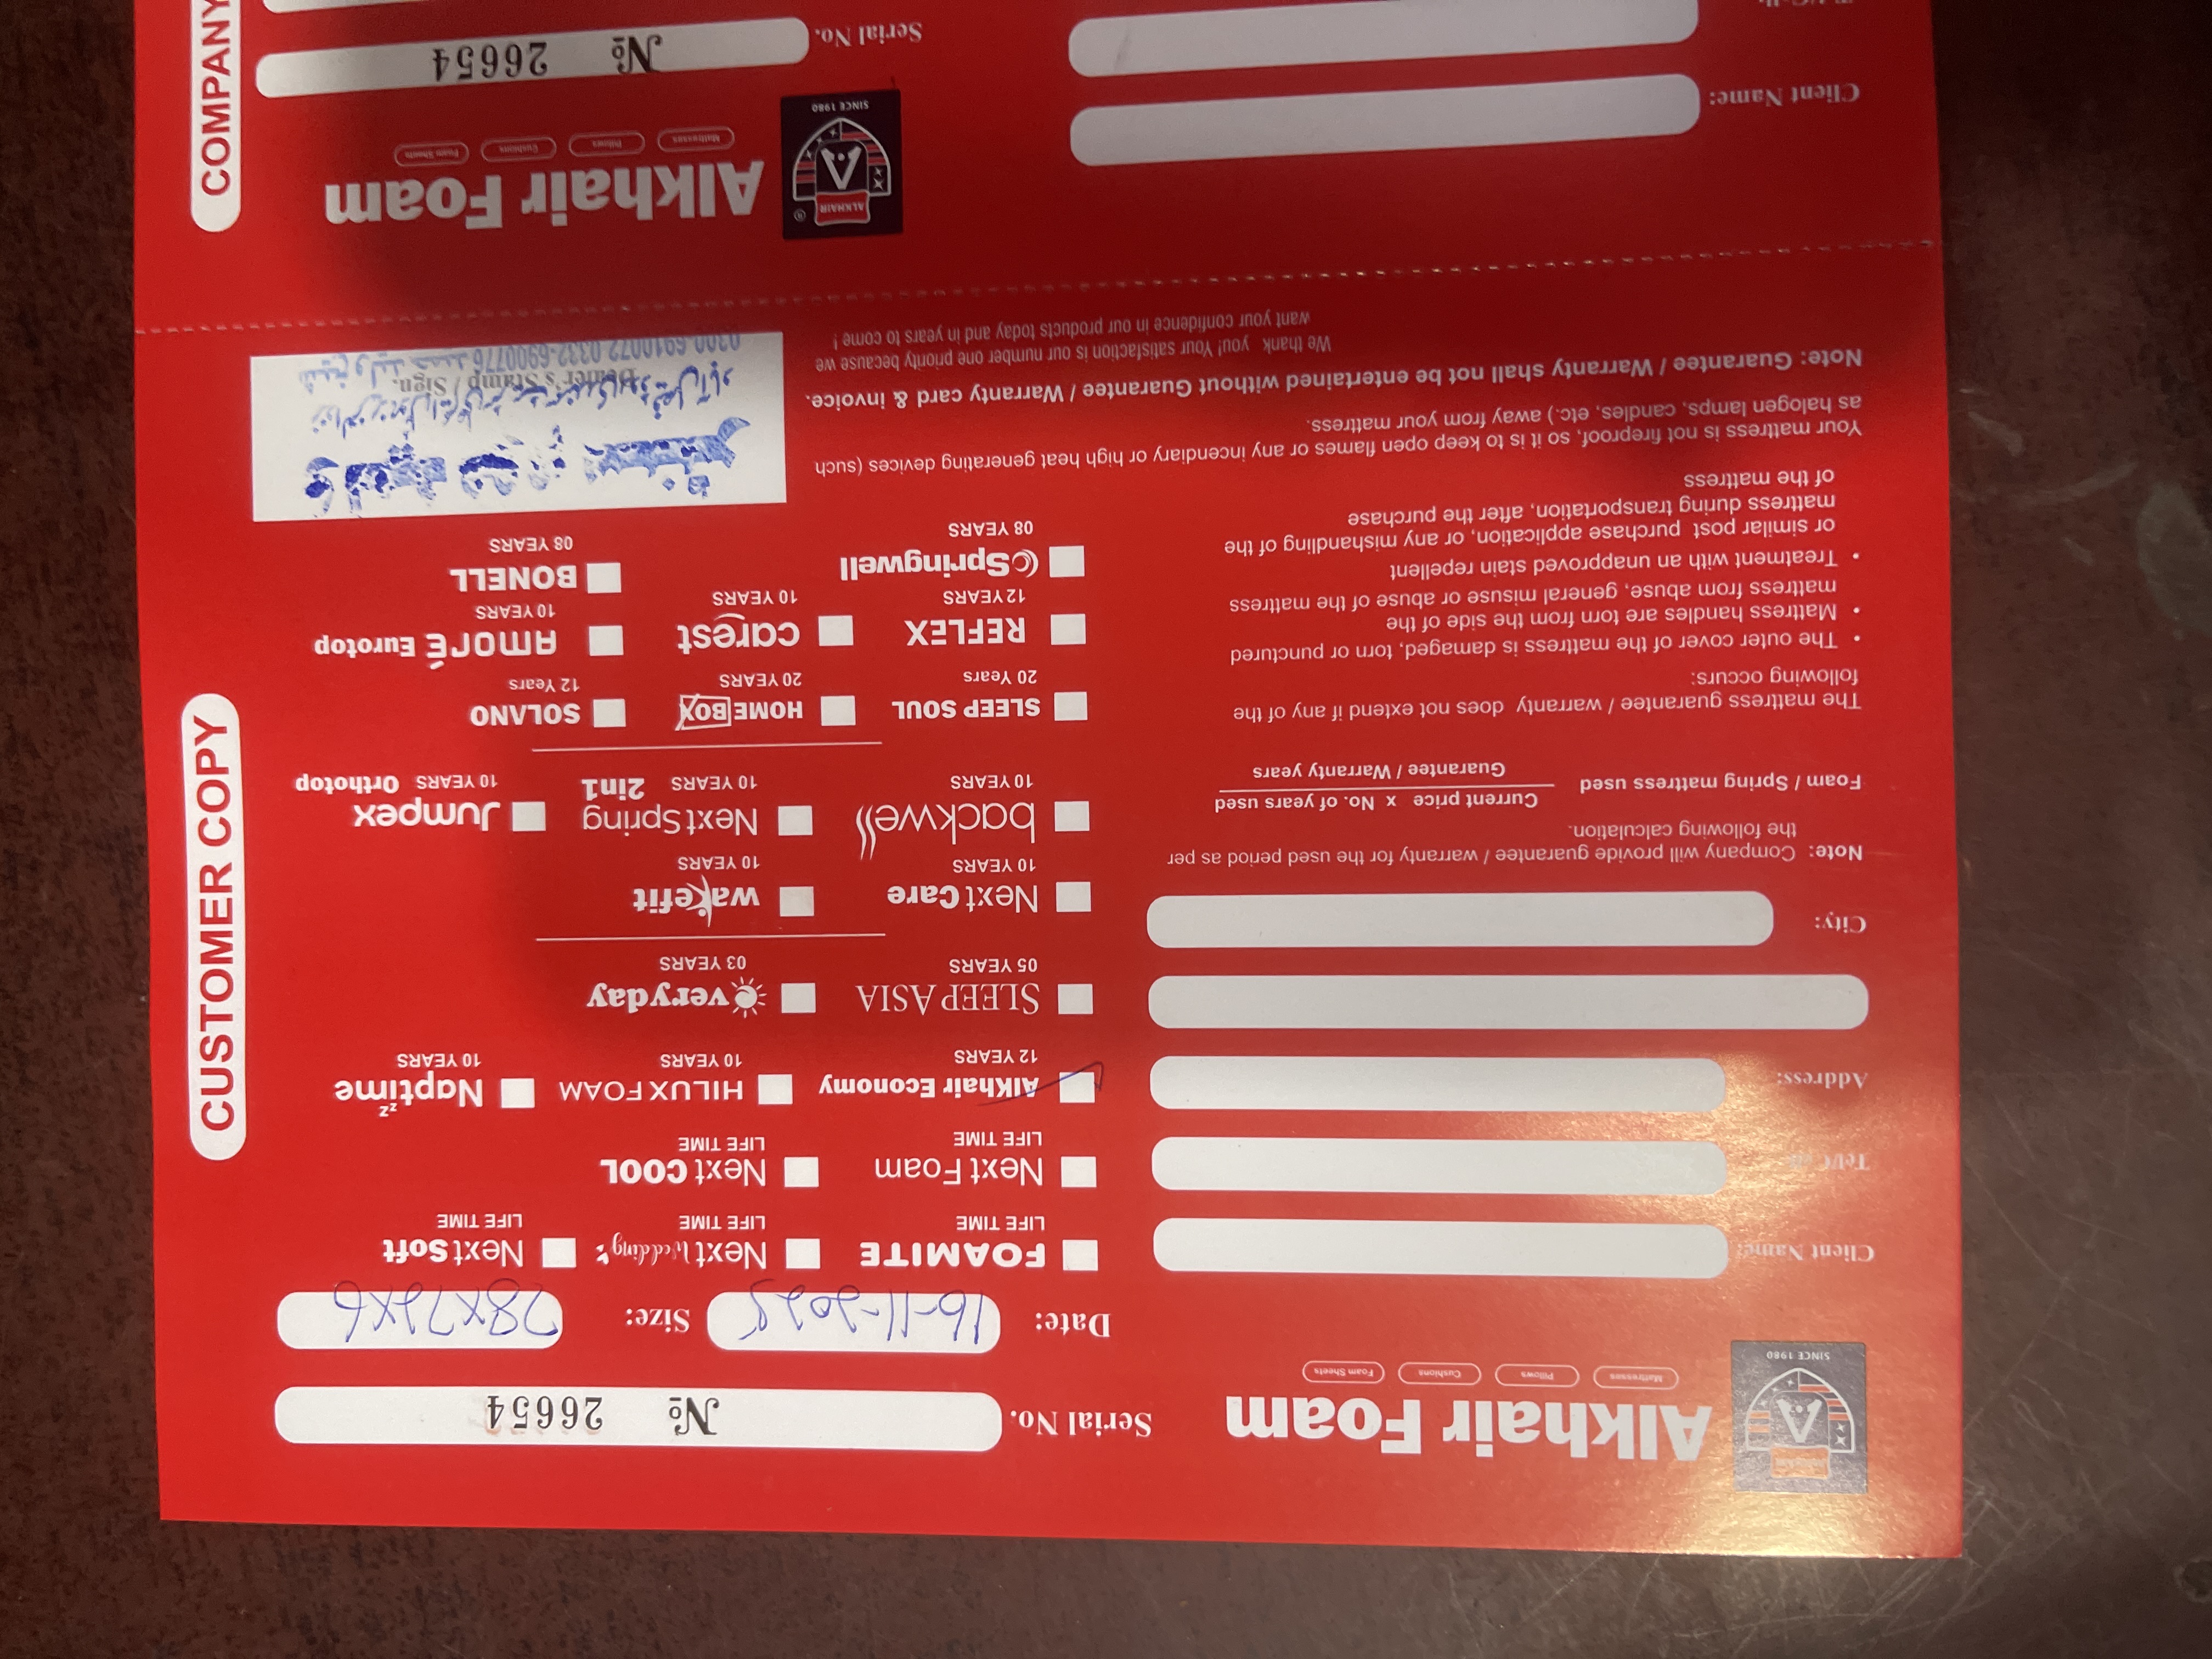 Alkhair Foam
ALKHAIR
SINCE 1980
Mattresses Pillows Cushions Foam Sheets
Serial No. № 26654
Date: 16-11-2025 Size: 78x72x6
Client Name:
Address:
City:
Note: Company will provide guarantee / warranty for the used period as per
the following calculation.
Foam / Spring mattress used Current price x No. of years used
Guarantee / Warranty years
The mattress guarantee / warranty does not extend if any of the
following occurs:
• The outer cover of the mattress is damaged, torn or punctured
• Mattress handles are torn from the side of the
mattress from abuse, general misuse or abuse of the mattress
• Treatment with an unapproved stain repellent
or similar post purchase application, or any mishandling of the
mattress during transportation, after the purchase
of the mattress
FOAMITE
LIFE TIME
Next Wedding's
LIFE TIME
Next Soft
LIFE TIME
Next Foam
LIFE TIME
Next COOL
LIFE TIME
Alkhair Economy
12 YEARS
HILUX FOAM
10 YEARS
Naptime zz
10 YEARS
SLEEP ASIA
05 YEARS
everyday
03 YEARS
Next Care
10 YEARS
wakefit
10 YEARS
backwell
10 YEARS
NextSpring
10 YEARS 2in1
Jumpex
10 YEARS Orthotop
SLEEP SOUL
20 Years
HOME BOX
20 YEARS
SOLANO
12 Years
REFLEX
12 YEARS
carest
10 YEARS
AMORÉ Eurotop
10 YEARS
Springwell
08 YEARS
BONELL
08 YEARS
Your mattress is not fireproof, so it is to keep open flames or any incendiary or high heat generating devices (such
as halogen lamps, candles, etc.) away from your mattress.
Note: Guarantee / Warranty shall not be entertained without Guarantee / Warranty card & invoice.
We thank you! Your satisfaction is our number one priority because we
want your confidence in our products today and in years to come !
Dealer's Stamp / Sign.
0300-6910072 0332-6900776
CUSTOMER COPY
Alkhair Foam
ALKHAIR
SINCE 1980
Mattresses Pillows Cushions Foam Sheets
Client Name:
Serial No. № 26654
COMPANY